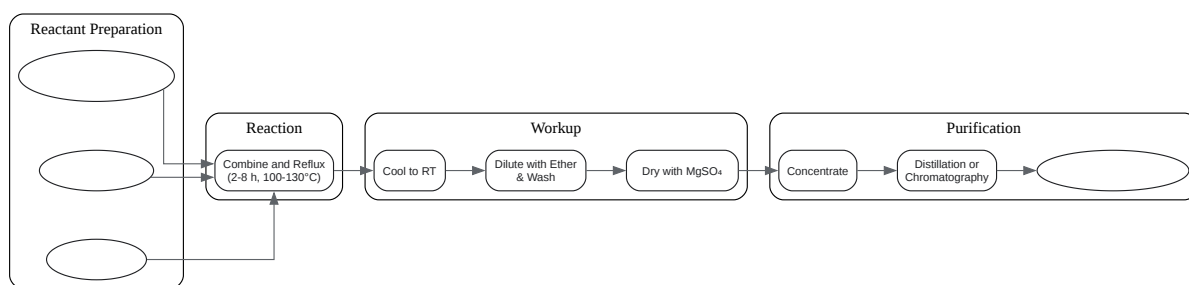 Reactant Preparation
Reaction
Combine and Reflux
(2-8 h, 100-130°C)
Workup
Cool to RT
Dilute with Ether
& Wash
Dry with MgSO₄
Purification
Concentrate
Distillation or
Chromatography